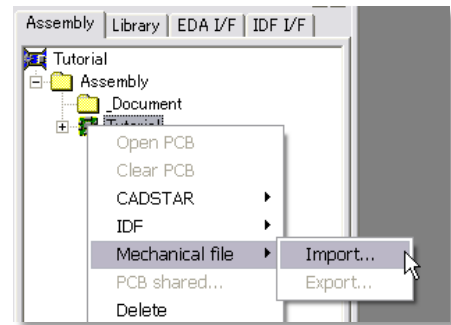 Assembly Library EDA I/F IDF I/F
Tutorial
Assembly
_Document
Tutorial
Open PCB
Clear PCB
CADSTAR
IDF
Mechanical file Import...
PCB shared... Export...
Delete